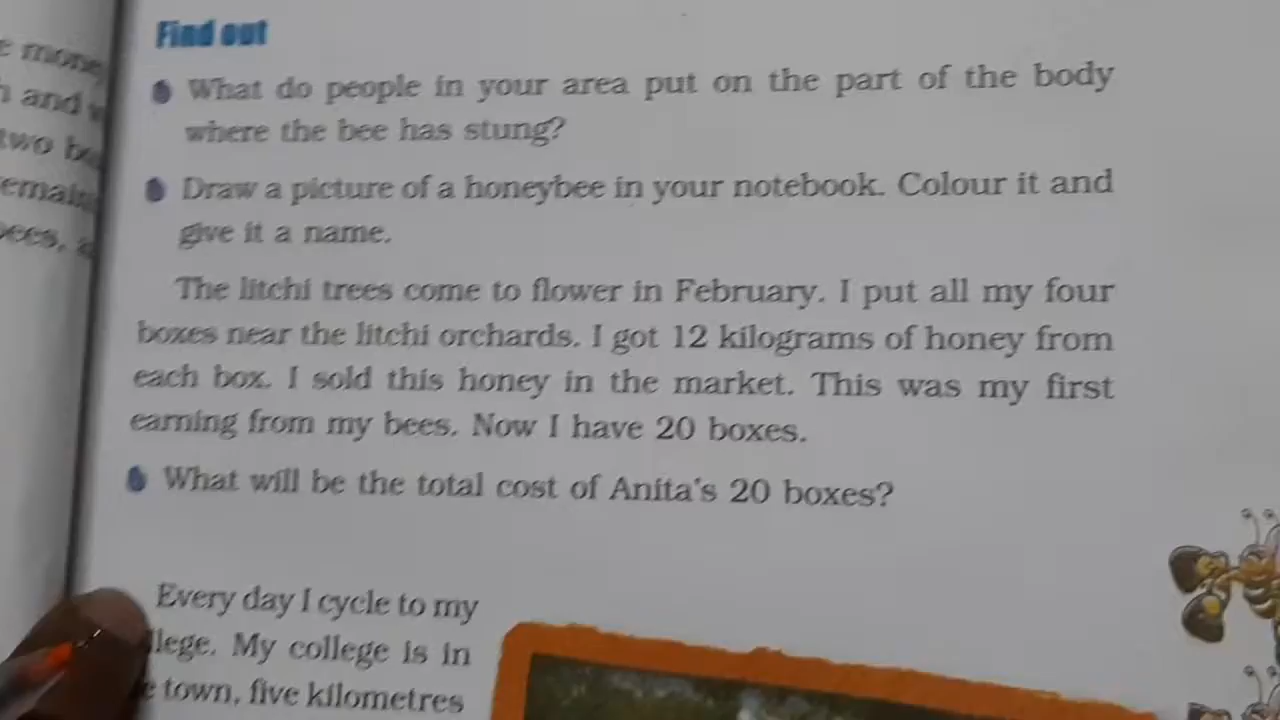 Find out
What do people in your area put on the part of the body
where the bee has stung?
Draw a picture of a honeybee in your notebook. Colour it and
give it a name.
The litchi trees come to flower in February. I put all my four
boxes near the litchi orchards. I got 12 kilograms of honey from
each box. I sold this honey in the market. This was my first
earning from my bees. Now I have 20 boxes.
What will be the total cost of Anita's 20 boxes?
Every day I cycle to my
My college is in
town, five kilometres
and
two